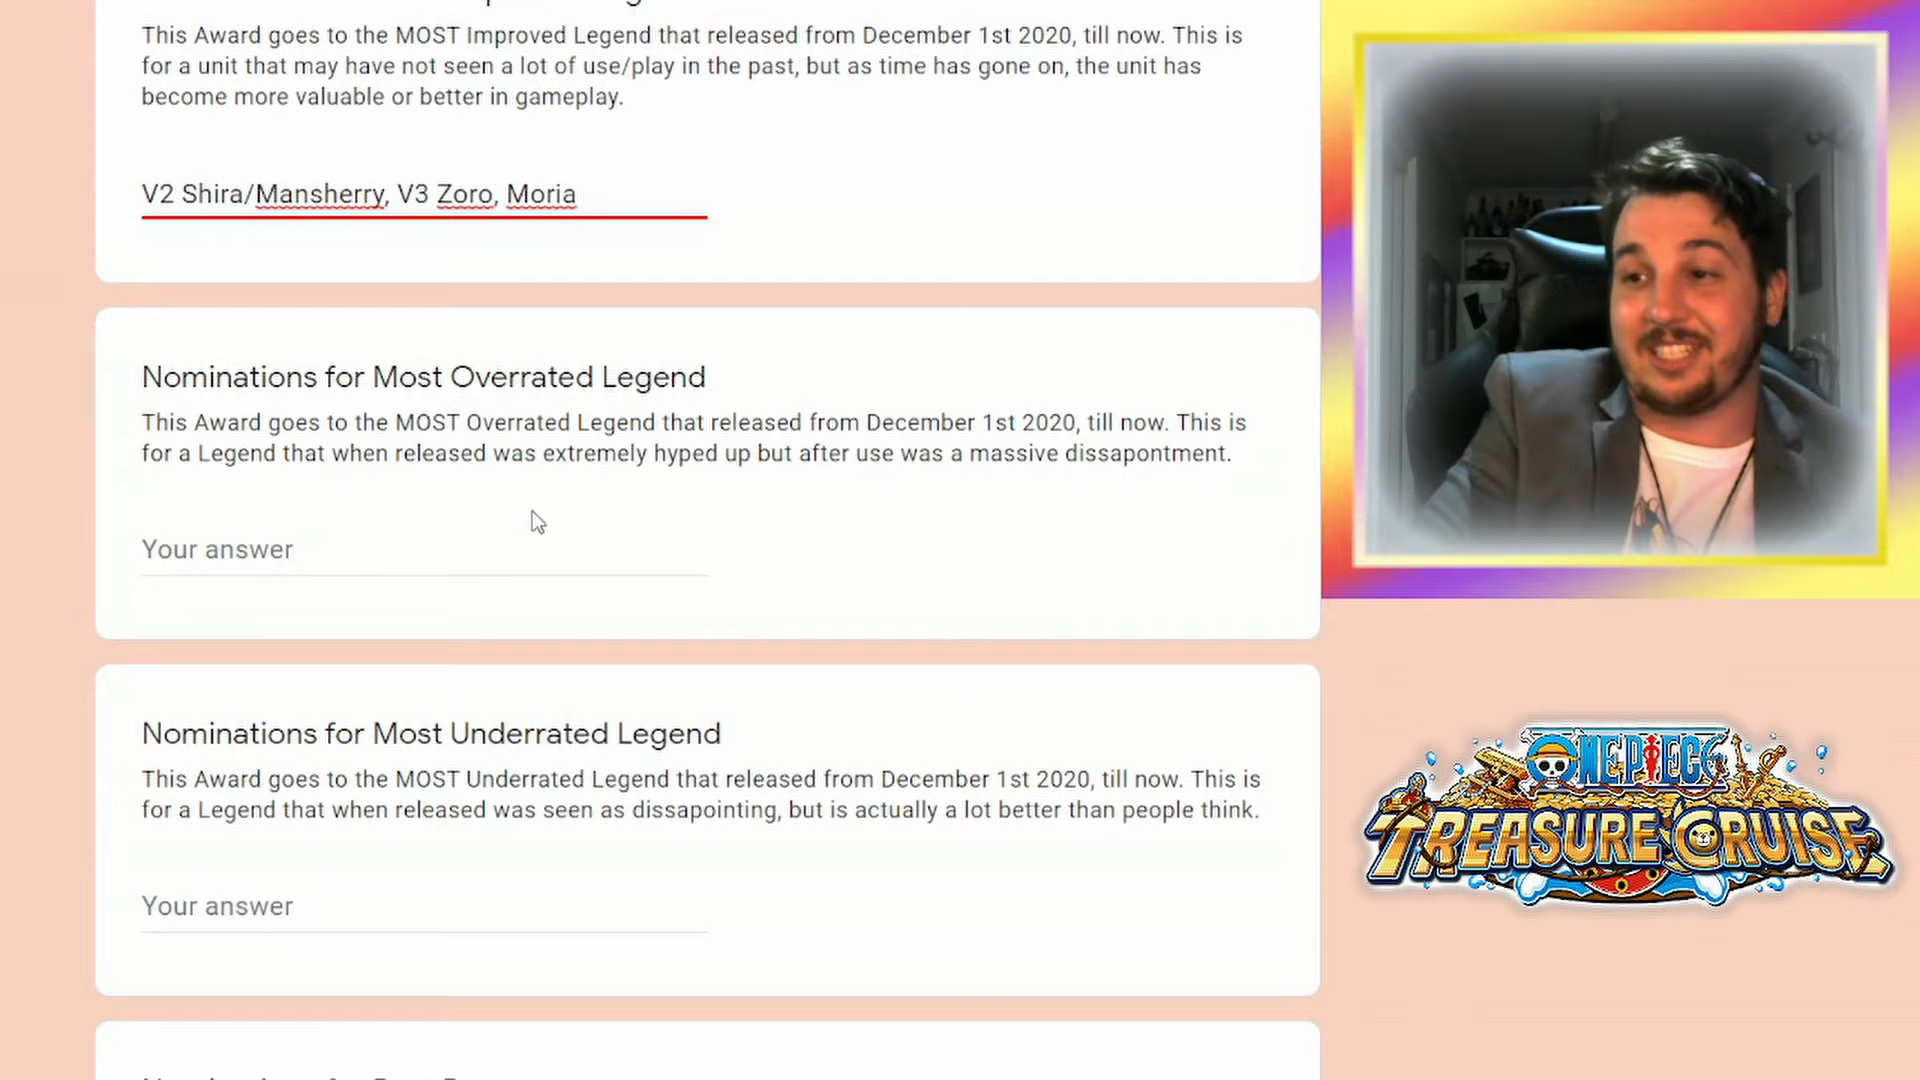 This Award goes to the MOST Improved Legend that released from December 1st 2020, till now. This is
for a unit that may have not seen a lot of use/play in the past, but as time has gone on, the unit has
become more valuable or better in gameplay.
V2 Shira/Mansherry, V3 Zoro, Moria
Nominations for Most Overrated Legend
This Award goes to the MOST Overrated Legend that released from December 1st 2020, till now. This is
for a Legend that when released was extremely hyped up but after use was a massive dissapontment.
Your answer
Nominations for Most Underrated Legend
This Award goes to the MOST Underrated Legend that released from December 1st 2020, till now. This is
for a Legend that when released was seen as dissapointing, but is actually a lot better than people think.
Your answer
ONE PIECE
TREASURE CRUISE